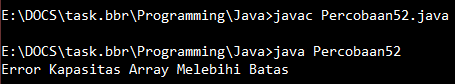 E:\DOCS\task.bbr\Programming\Java>javac Percobaan52.java
E:\DOCS\task.bbr\Programming\Java>java Percobaan52
Error Kapasitas Array Melebihi Batas